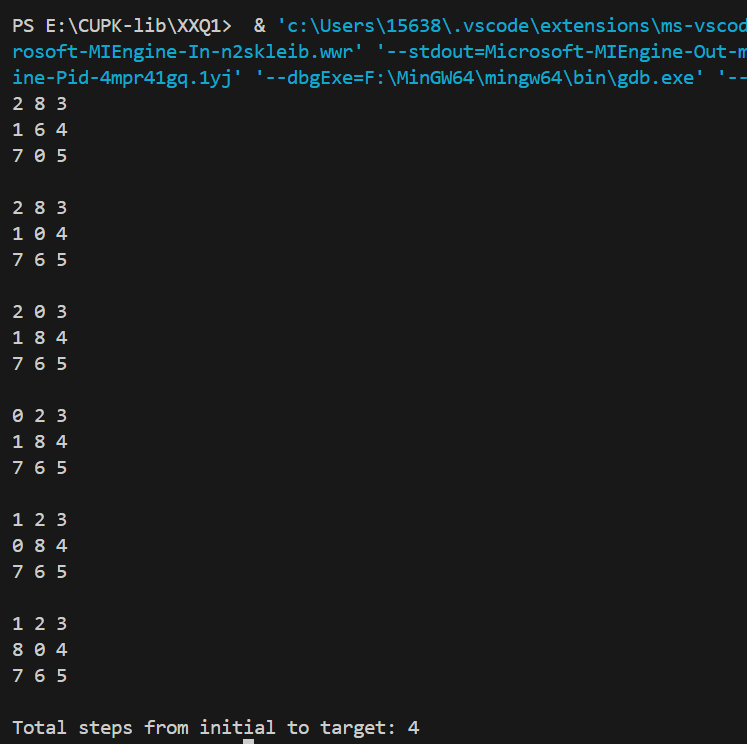 PS E:\CUPK-lib\XXQ1>  & 'c:\Users\15638\.vscode\extensions\ms-vscod
rosoft-MIEngine-In-n2skleib.wwr' '--stdout=Microsoft-MIEngine-Out-m
ine-Pid-4mpr41gq.1yj' '--dbgExe=F:\MinGW64\mingw64\bin\gdb.exe' '--
2 8 3
1 6 4
7 0 5
2 8 3
1 0 4
7 6 5
2 0 3
1 8 4
7 6 5
0 2 3
1 8 4
7 6 5
1 2 3
0 8 4
7 6 5
1 2 3
8 0 4
7 6 5
Total steps from initial to target: 4